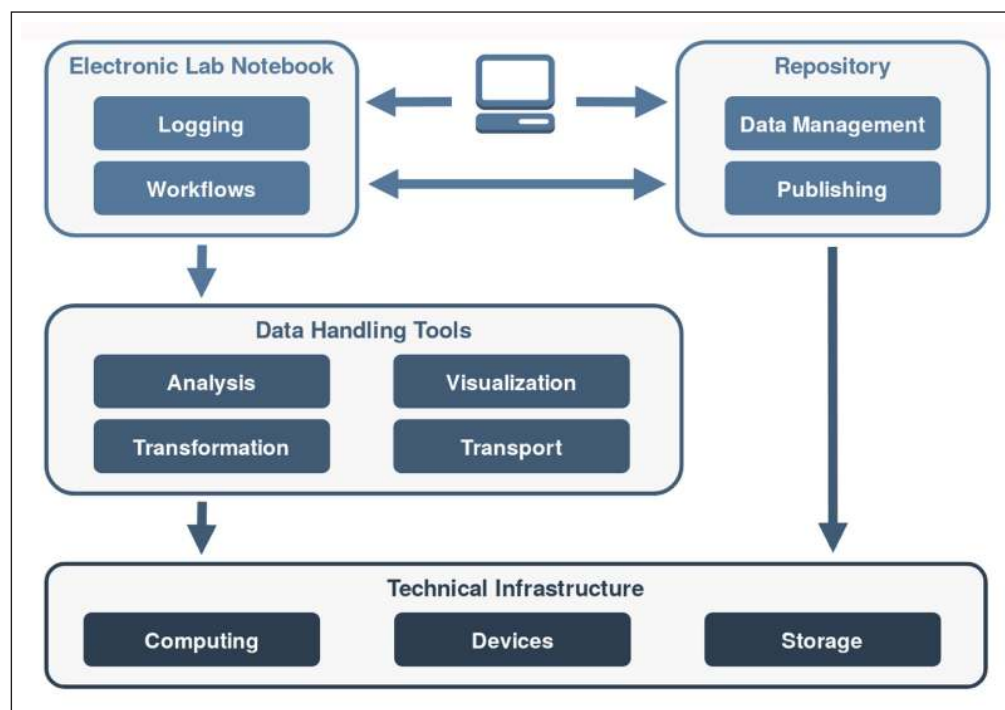 Electronic Lab Notebook
Logging
Workflows
Repository
Data Management
Publishing
Data Handling Tools
Analysis
Visualization
Transformation
Transport
Technical Infrastructure
Computing
Devices
Storage